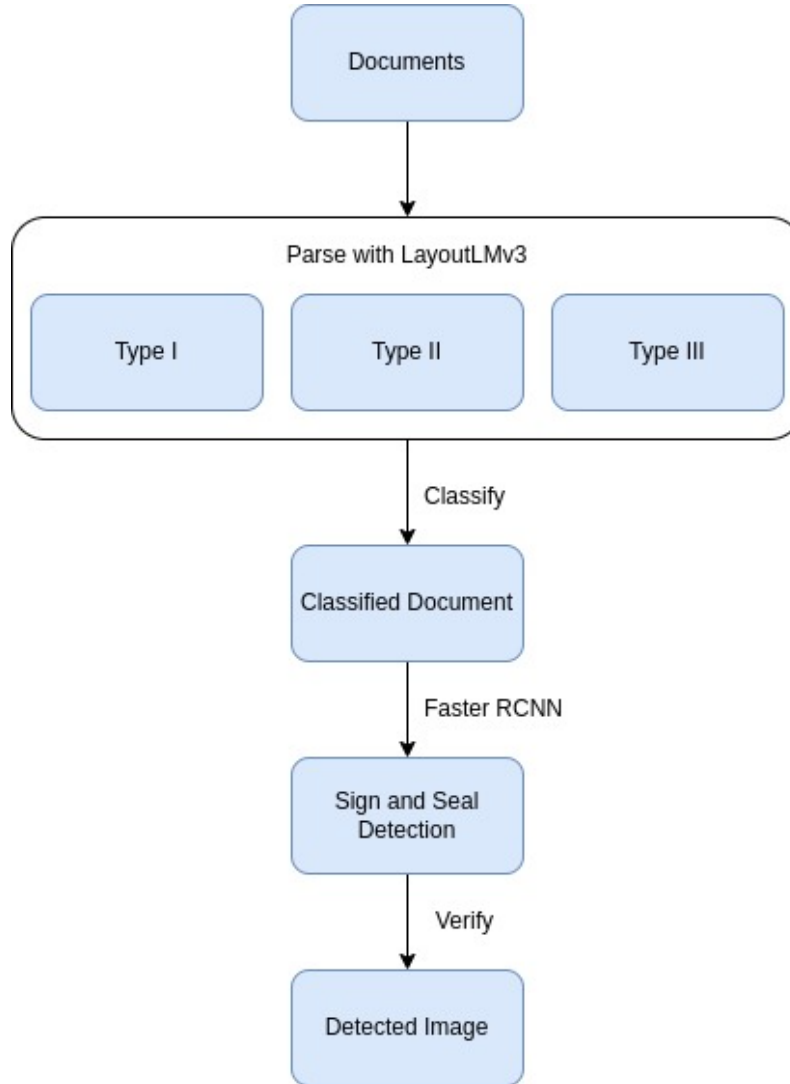 Documents
Parse with LayoutLMv3
Type I
Type II
Type III
Classify
Classified Document
Faster RCNN
Sign and Seal
Detection
Verify
Detected Image